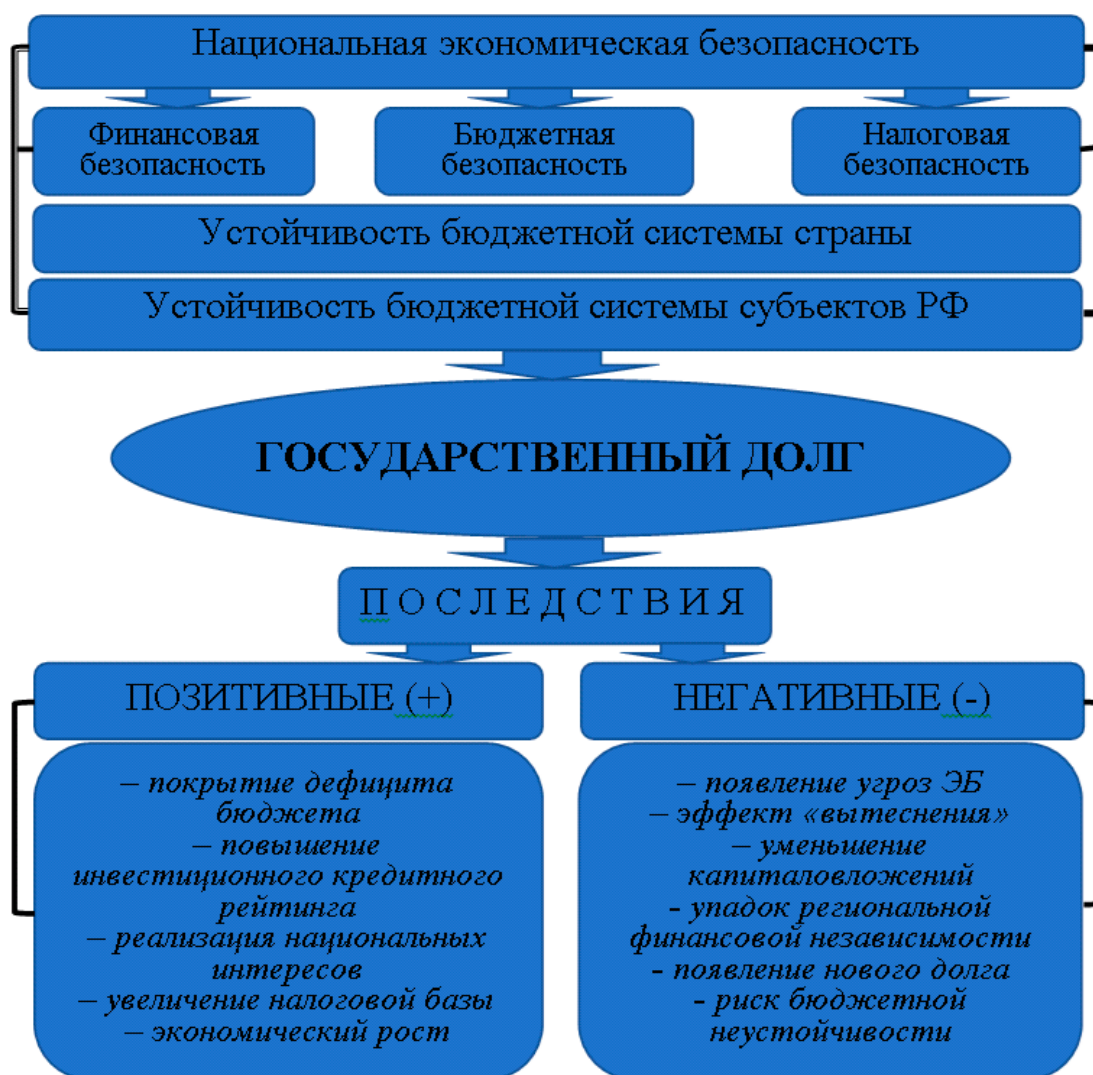 Национальная экономическая безопасность
Финансовая
безопасность
Бюджетная
безопасность
Налоговая
безопасность
Устойчивость бюджетной системы страны
Устойчивость бюджетной системы субъектов РФ
ГОСУДАРСТВЕННЫЙ ДОЛГ
П О С Л Е Д С Т В И Я
ПОЗИТИВНЫЕ (+)
– покрытие дефицита
бюджета
– повышение
инвестиционного кредитного
рейтинга
– реализация национальных
интересов
– увеличение налоговой базы
– экономический рост
НЕГАТИВНЫЕ (-)
– появление угроз ЭБ
– эффект «вытеснения»
– уменьшение
капиталовложений
- упадок региональной
финансовой независимости
- появление нового долга
- риск бюджетной
неустойчивости